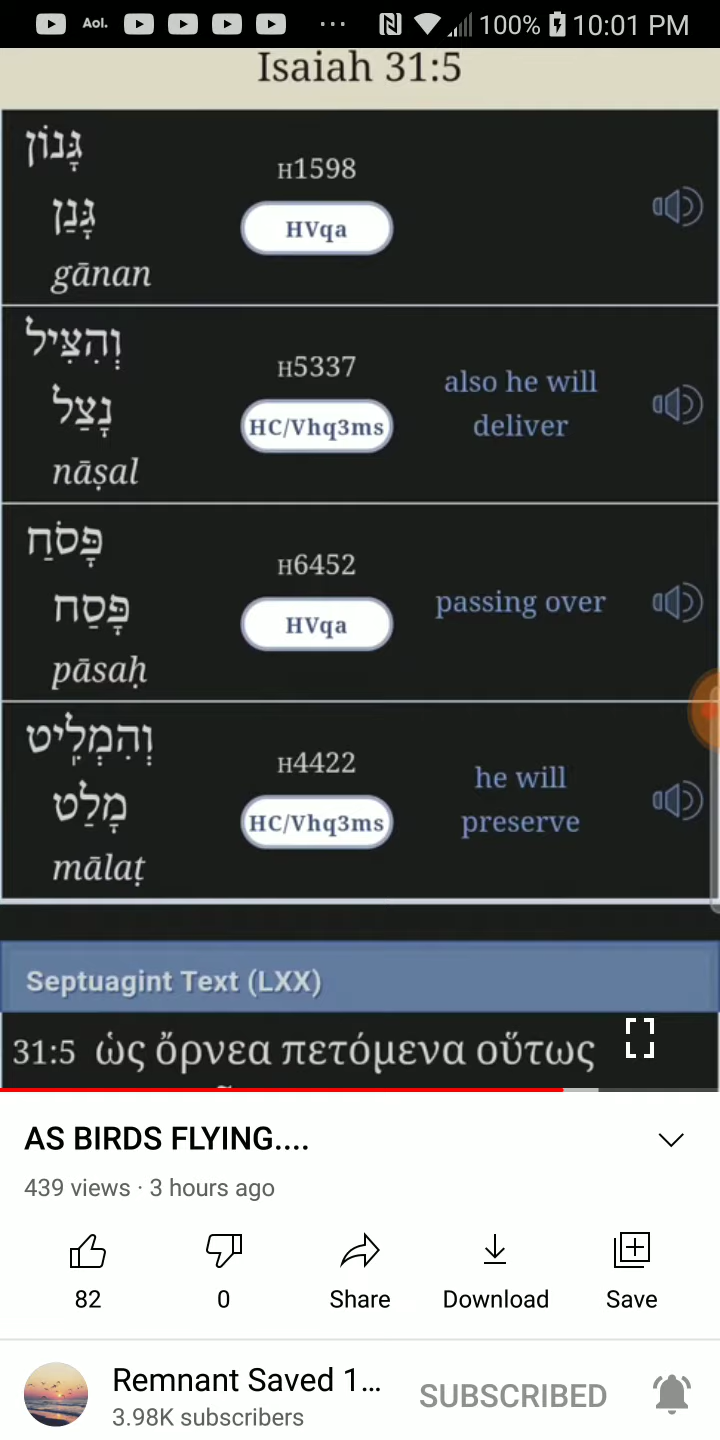 Aol. ... 100% 10:01 PM
Isaiah 31:5
גָּנוֹן
H1598
גָּנַן
HVqa
gānan
וְהִצִּיל
H5337
also he will
נָצַל
HC/Vhq3ms
deliver
nāṣal
פָּסֹחַ
H6452
פָּסַח
HVqa
passing over
pāsaḥ
וְהִמְלִֽיט
H4422
he will
מָלַט
HC/Vhq3ms
preserve
mālaṭ
Septuagint Text (LXX)
31:5 ὡς ὄρνεα πετόμενα οὕτως
AS BIRDS FLYING....
439 views · 3 hours ago
82 0 Share Download Save
Remnant Saved 1...
SUBSCRIBED
3.98K subscribers